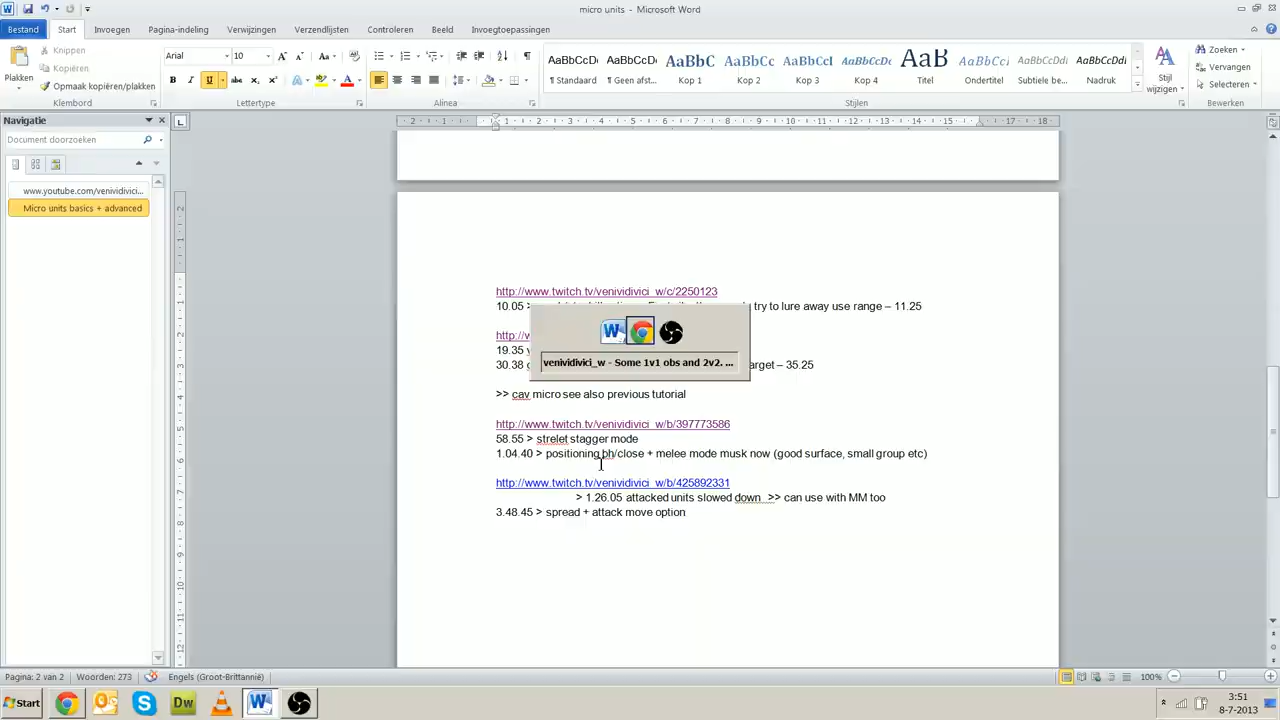 micro units - Microsoft Word
Bestand Start Invoegen Pagina-indeling Verwijzingen Verzendlijsten Controleren Beeld Invoegtoepassingen
Plakken
Knippen
Kopiëren
Opmaak kopiëren/plakken
Klembord
Arial 10
Lettertype
Alinea
AaBbCcDc AaBbCcDc AaBbC AaBbCc AaBbCcI AaBbCcDc AaB AaBbCcI AaBbCcDc AaBbCcDc
¶ Standaard ¶ Geen afst... Kop 1 Kop 2 Kop 3 Kop 4 Titel Ondertitel Subtiele be... Nadruk
Stijlen
Stijl wijzigen
Zoeken
Vervangen
Selecteren
Bewerken
Navigatie
Document doorzoeken
www.youtube.com/venividivici...
Micro units basics + advanced
http://www.twitch.tv/venividivici_w/c/2250123
10.05 > try to lure away use range – 11.25
http://w
19.35
30.38 arget – 35.25
>> cav micro see also previous tutorial
http://www.twitch.tv/venividivici_w/b/397773586
58.55 > strelet stagger mode
1.04.40 > positioning bh/close + melee mode musk now (good surface, small group etc)
http://www.twitch.tv/venividivici_w/b/425892331
> 1.26.05 attacked units slowed down >> can use with MM too
3.48.45 > spread + attack move option
venividivici_w - Some 1v1 obs and 2v2. ...
Pagina: 2 van 2 Woorden: 273 Engels (Groot-Brittannië) 100%
Start
3:51
8-7-2013